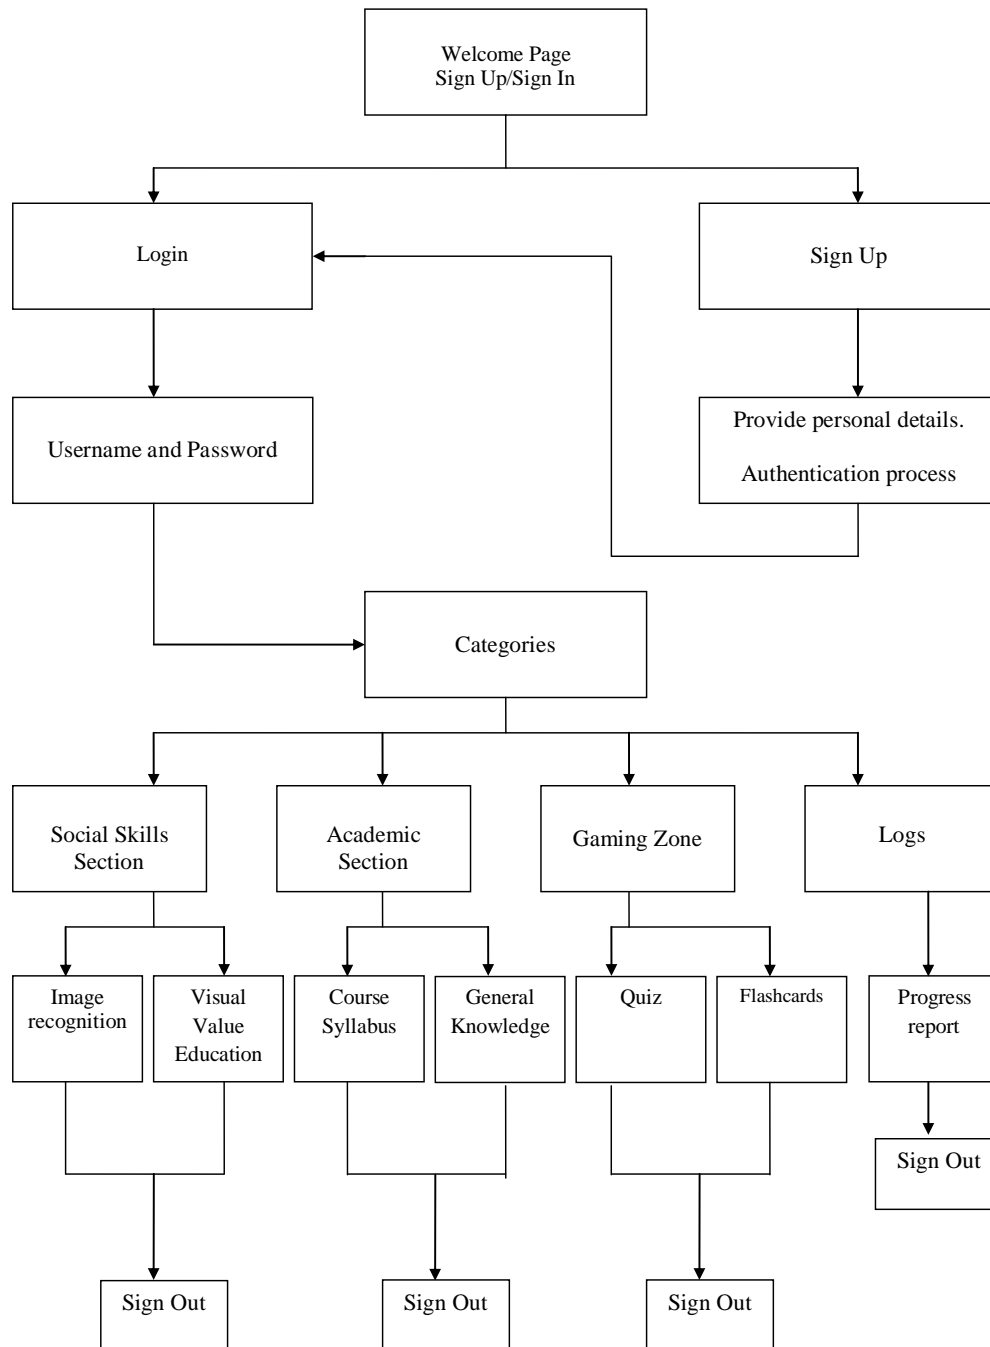 Welcome Page
Sign Up/Sign In
Login
Sign Up
Username and Password
Provide personal details.
Authentication process
Categories
Social Skills
Section
Academic
Section
Gaming Zone
Logs
Image
recognition
Visual
Value
Education
Course
Syllabus
General
Knowledge
Quiz
Flashcards
Progress
report
Sign Out
Sign Out
Sign Out
Sign Out